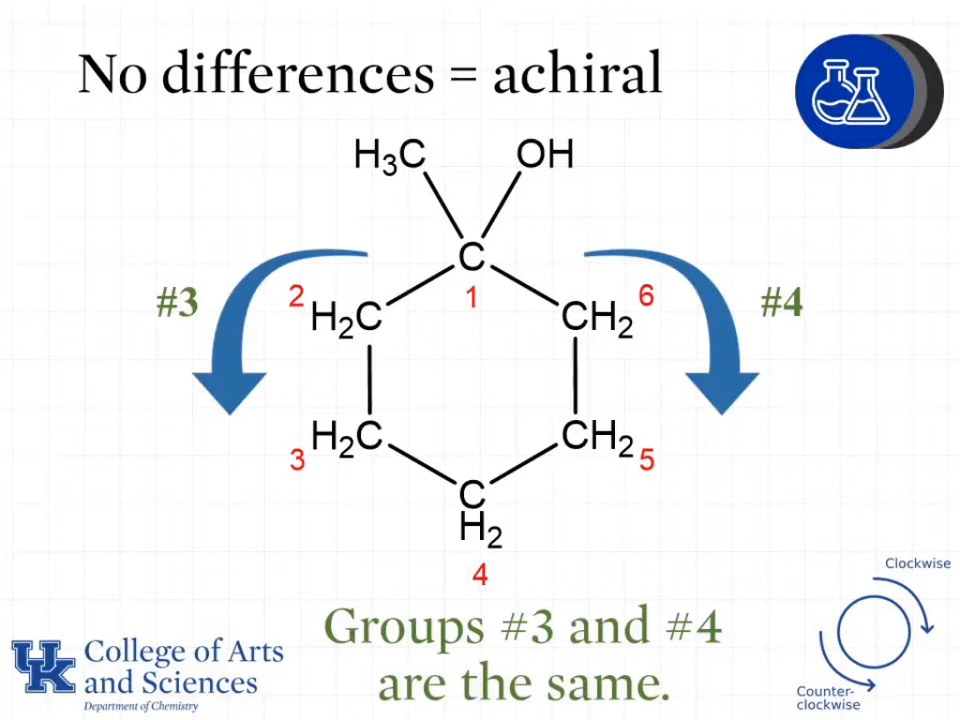 No differences = achiral
H₃C OH
C
#3 2 H₂C 1 CH₂ 6 #4
3 H₂C CH₂ 5
C
H₂
4
Clockwise
Groups #3 and #4
are the same.
UK College of Arts
and Sciences
Department of Chemistry
Counter-
clockwise